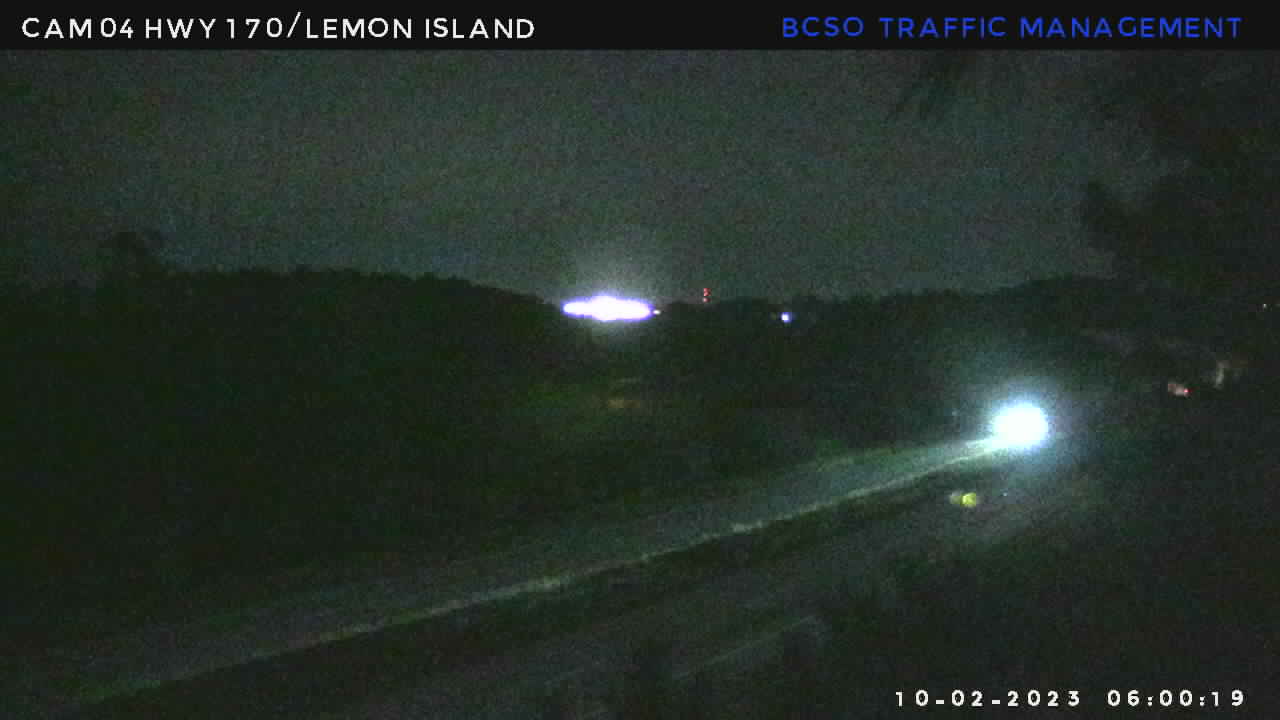 CAM04 HWY 170/LEMON ISLAND BCSO TRAFFIC MANAGEMENT
10-02-2023 06:00:19